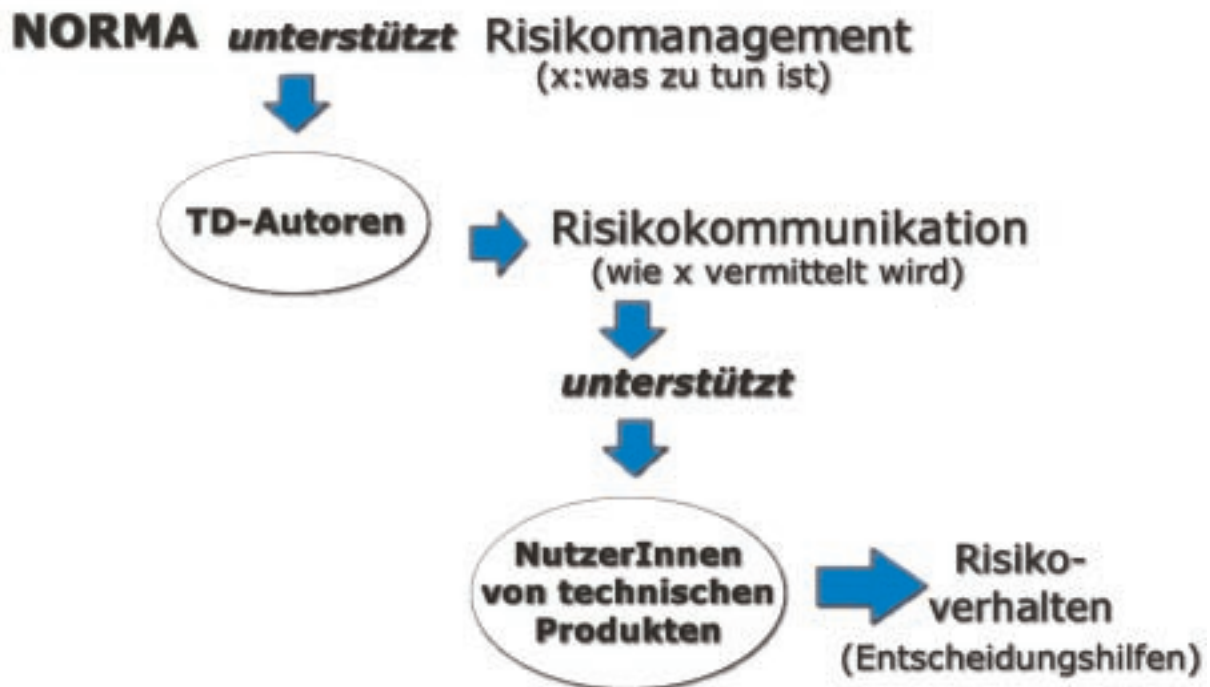 NORMA unterstützt Risikomanagement
(x:was zu tun ist)
TD-Autoren
Risikokommunikation
(wie x vermittelt wird)
unterstützt
NutzerInnen
von technischen
Produkten
Risiko-
verhalten
(Entscheidungshilfen)